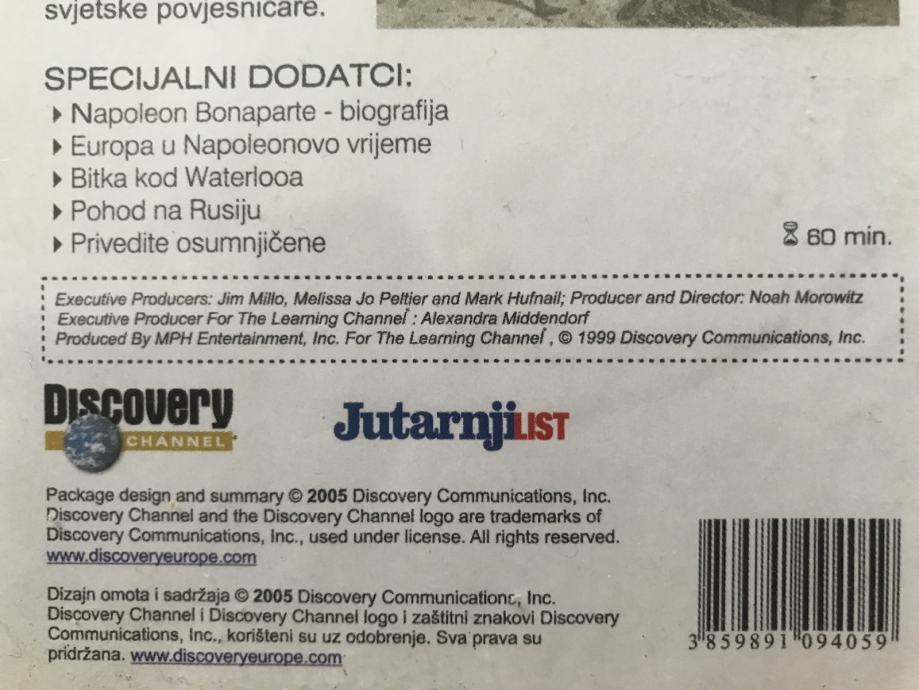 svjetske povjesničare.
SPECIJALNI DODATCI:
Napoleon Bonaparte - biografija
Europa u Napoleonovo vrijeme
Bitka kod Waterlooa
Pohod na Rusiju
Privedite osumnjičene
60 min.
Executive Producers: Jim Millo, Melissa Jo Peltier and Mark Hufnail; Producer and Director: Noah Morowitz
Executive Producer For The Learning Channel : Alexandra Middendorf
Produced By MPH Entertainment, Inc. For The Learning Channel , © 1999 Discovery Communications, Inc.
Discovery
CHANNEL
Jutarnji LIST
Package design and summary © 2005 Discovery Communications, Inc.
Discovery Channel and the Discovery Channel logo are trademarks of
Discovery Communications, Inc., used under license. All rights reserved.
www.discoveryeurope.com
Dizajn omota i sadržaja © 2005 Discovery Communications, Inc.
Discovery Channel i Discovery Channel logo i zaštitni znakovi Discovery
Communications, Inc., korišteni su uz odobrenje. Sva prava su
pridržana. www.discoveryeurope.com
3 859891 094059